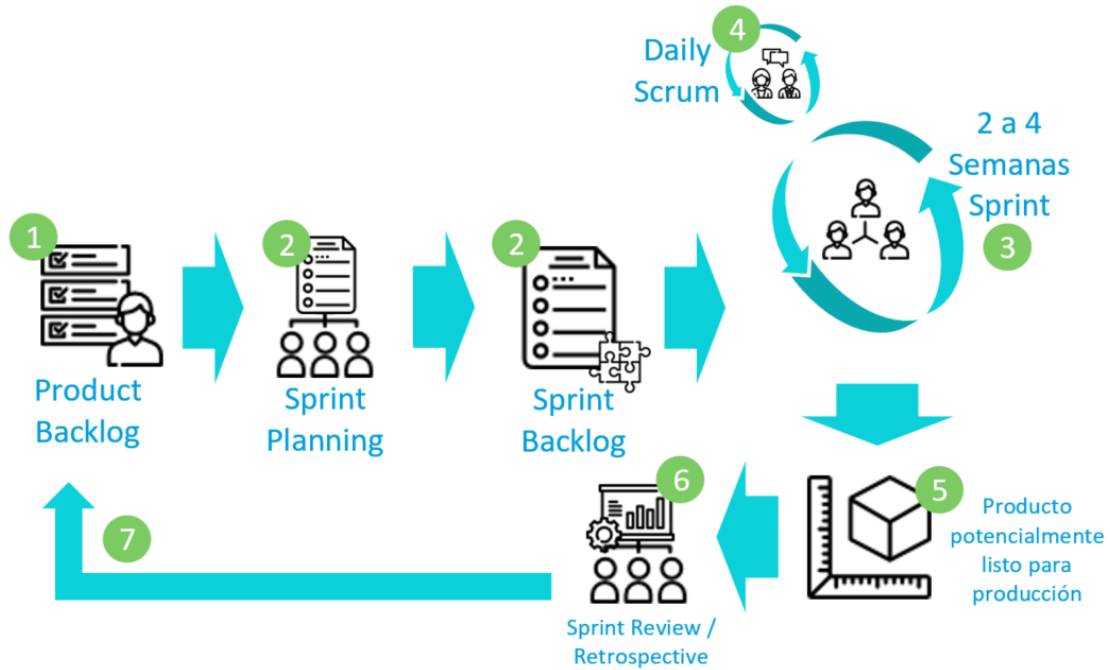 4
Daily
Scrum
2 a 4
Semanas
Sprint
3
1
Product
Backlog
2
Sprint
Planning
2
Sprint
Backlog
5
Producto
potencialmente
listo para
producción
6
Sprint Review /
Retrospective
7